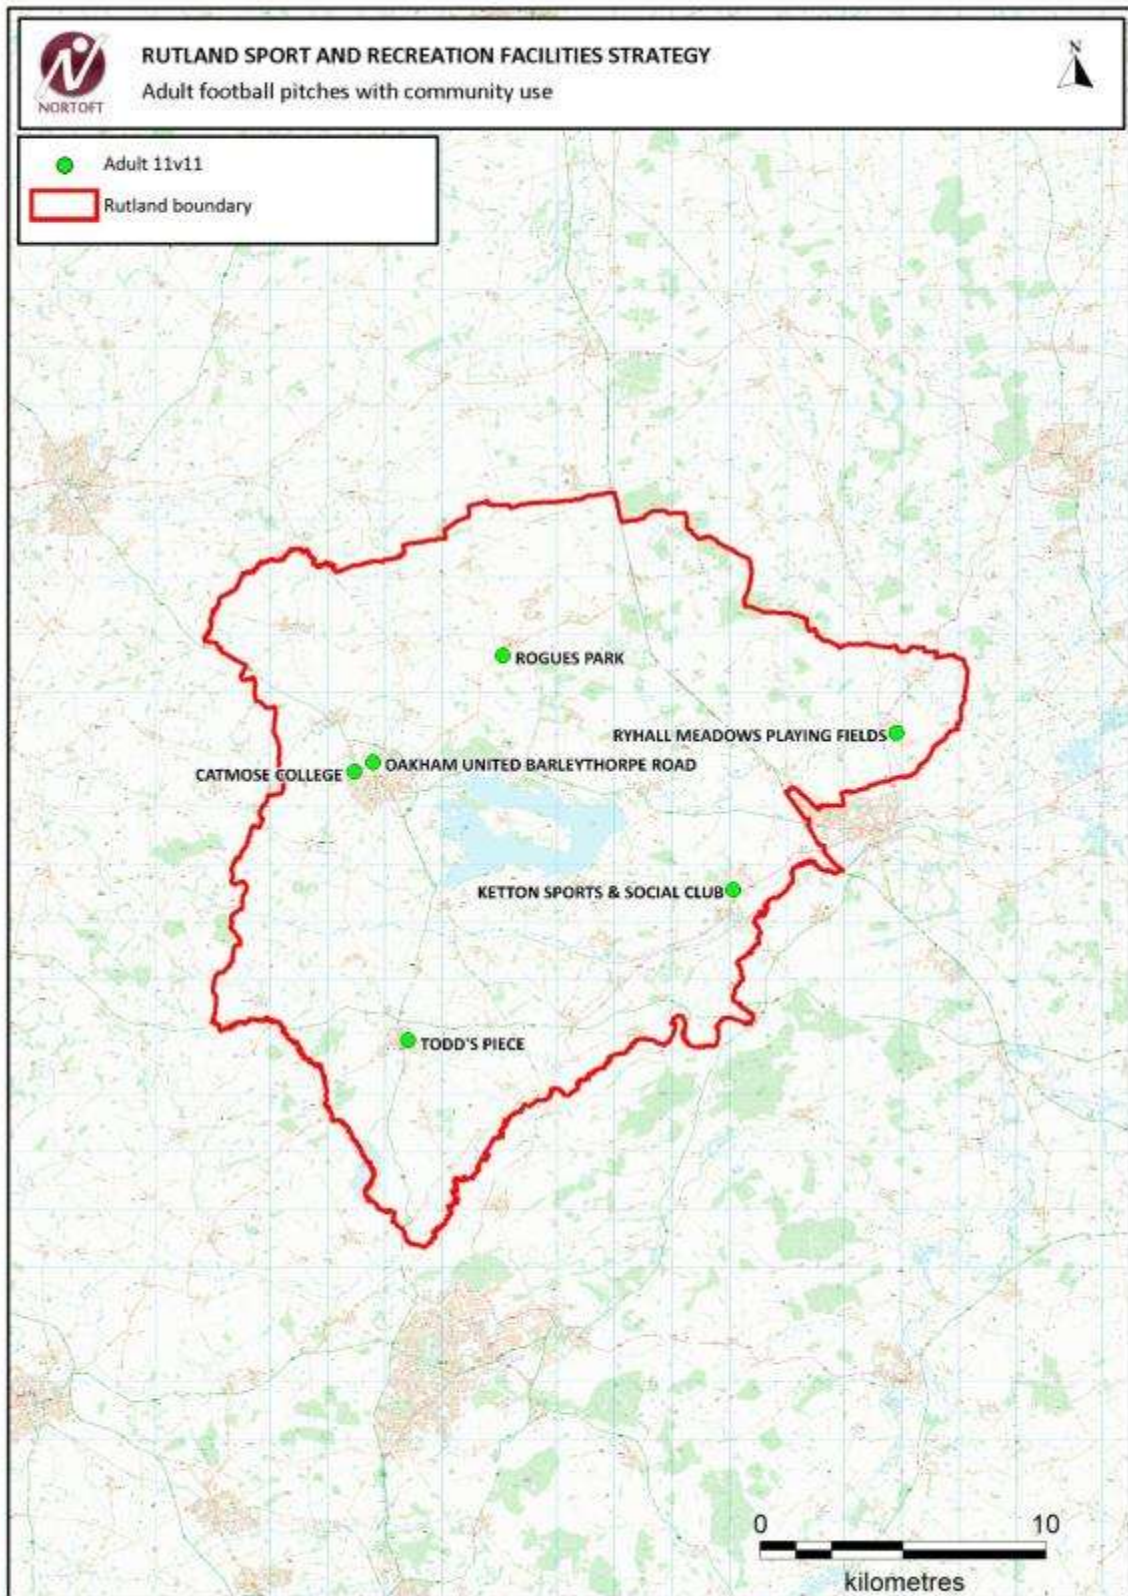 RUTLAND SPORT AND RECREATION FACILITIES STRATEGY
Adult football pitches with community use
NORTOFT
N
Adult 11v11
Rutland boundary
ROGUES PARK
RYHALL MEADOWS PLAYING FIELDS
OAKHAM UNITED BARLEYTHORPE ROAD
CATMOSE COLLEGE
KETTON SPORTS & SOCIAL CLUB
TODD'S PIECE
0 10
kilometres